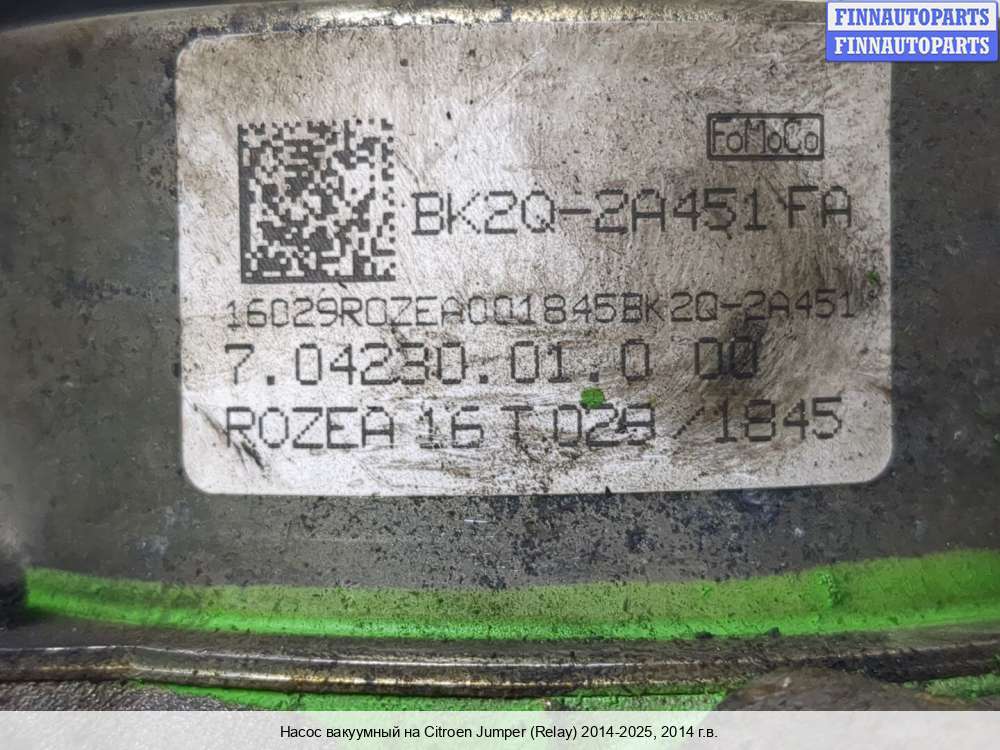 FINNAUTOPARTS
FINNAUTOPARTS
FoMoCo
BK2Q-2A451 FA
16029ROZEA001845BK2Q-2A451
7.04230.01.0 00
ROZEA 16 T 029 / 1845
Насос вакуумный на Citroen Jumper (Relay) 2014-2025, 2014 г.в.